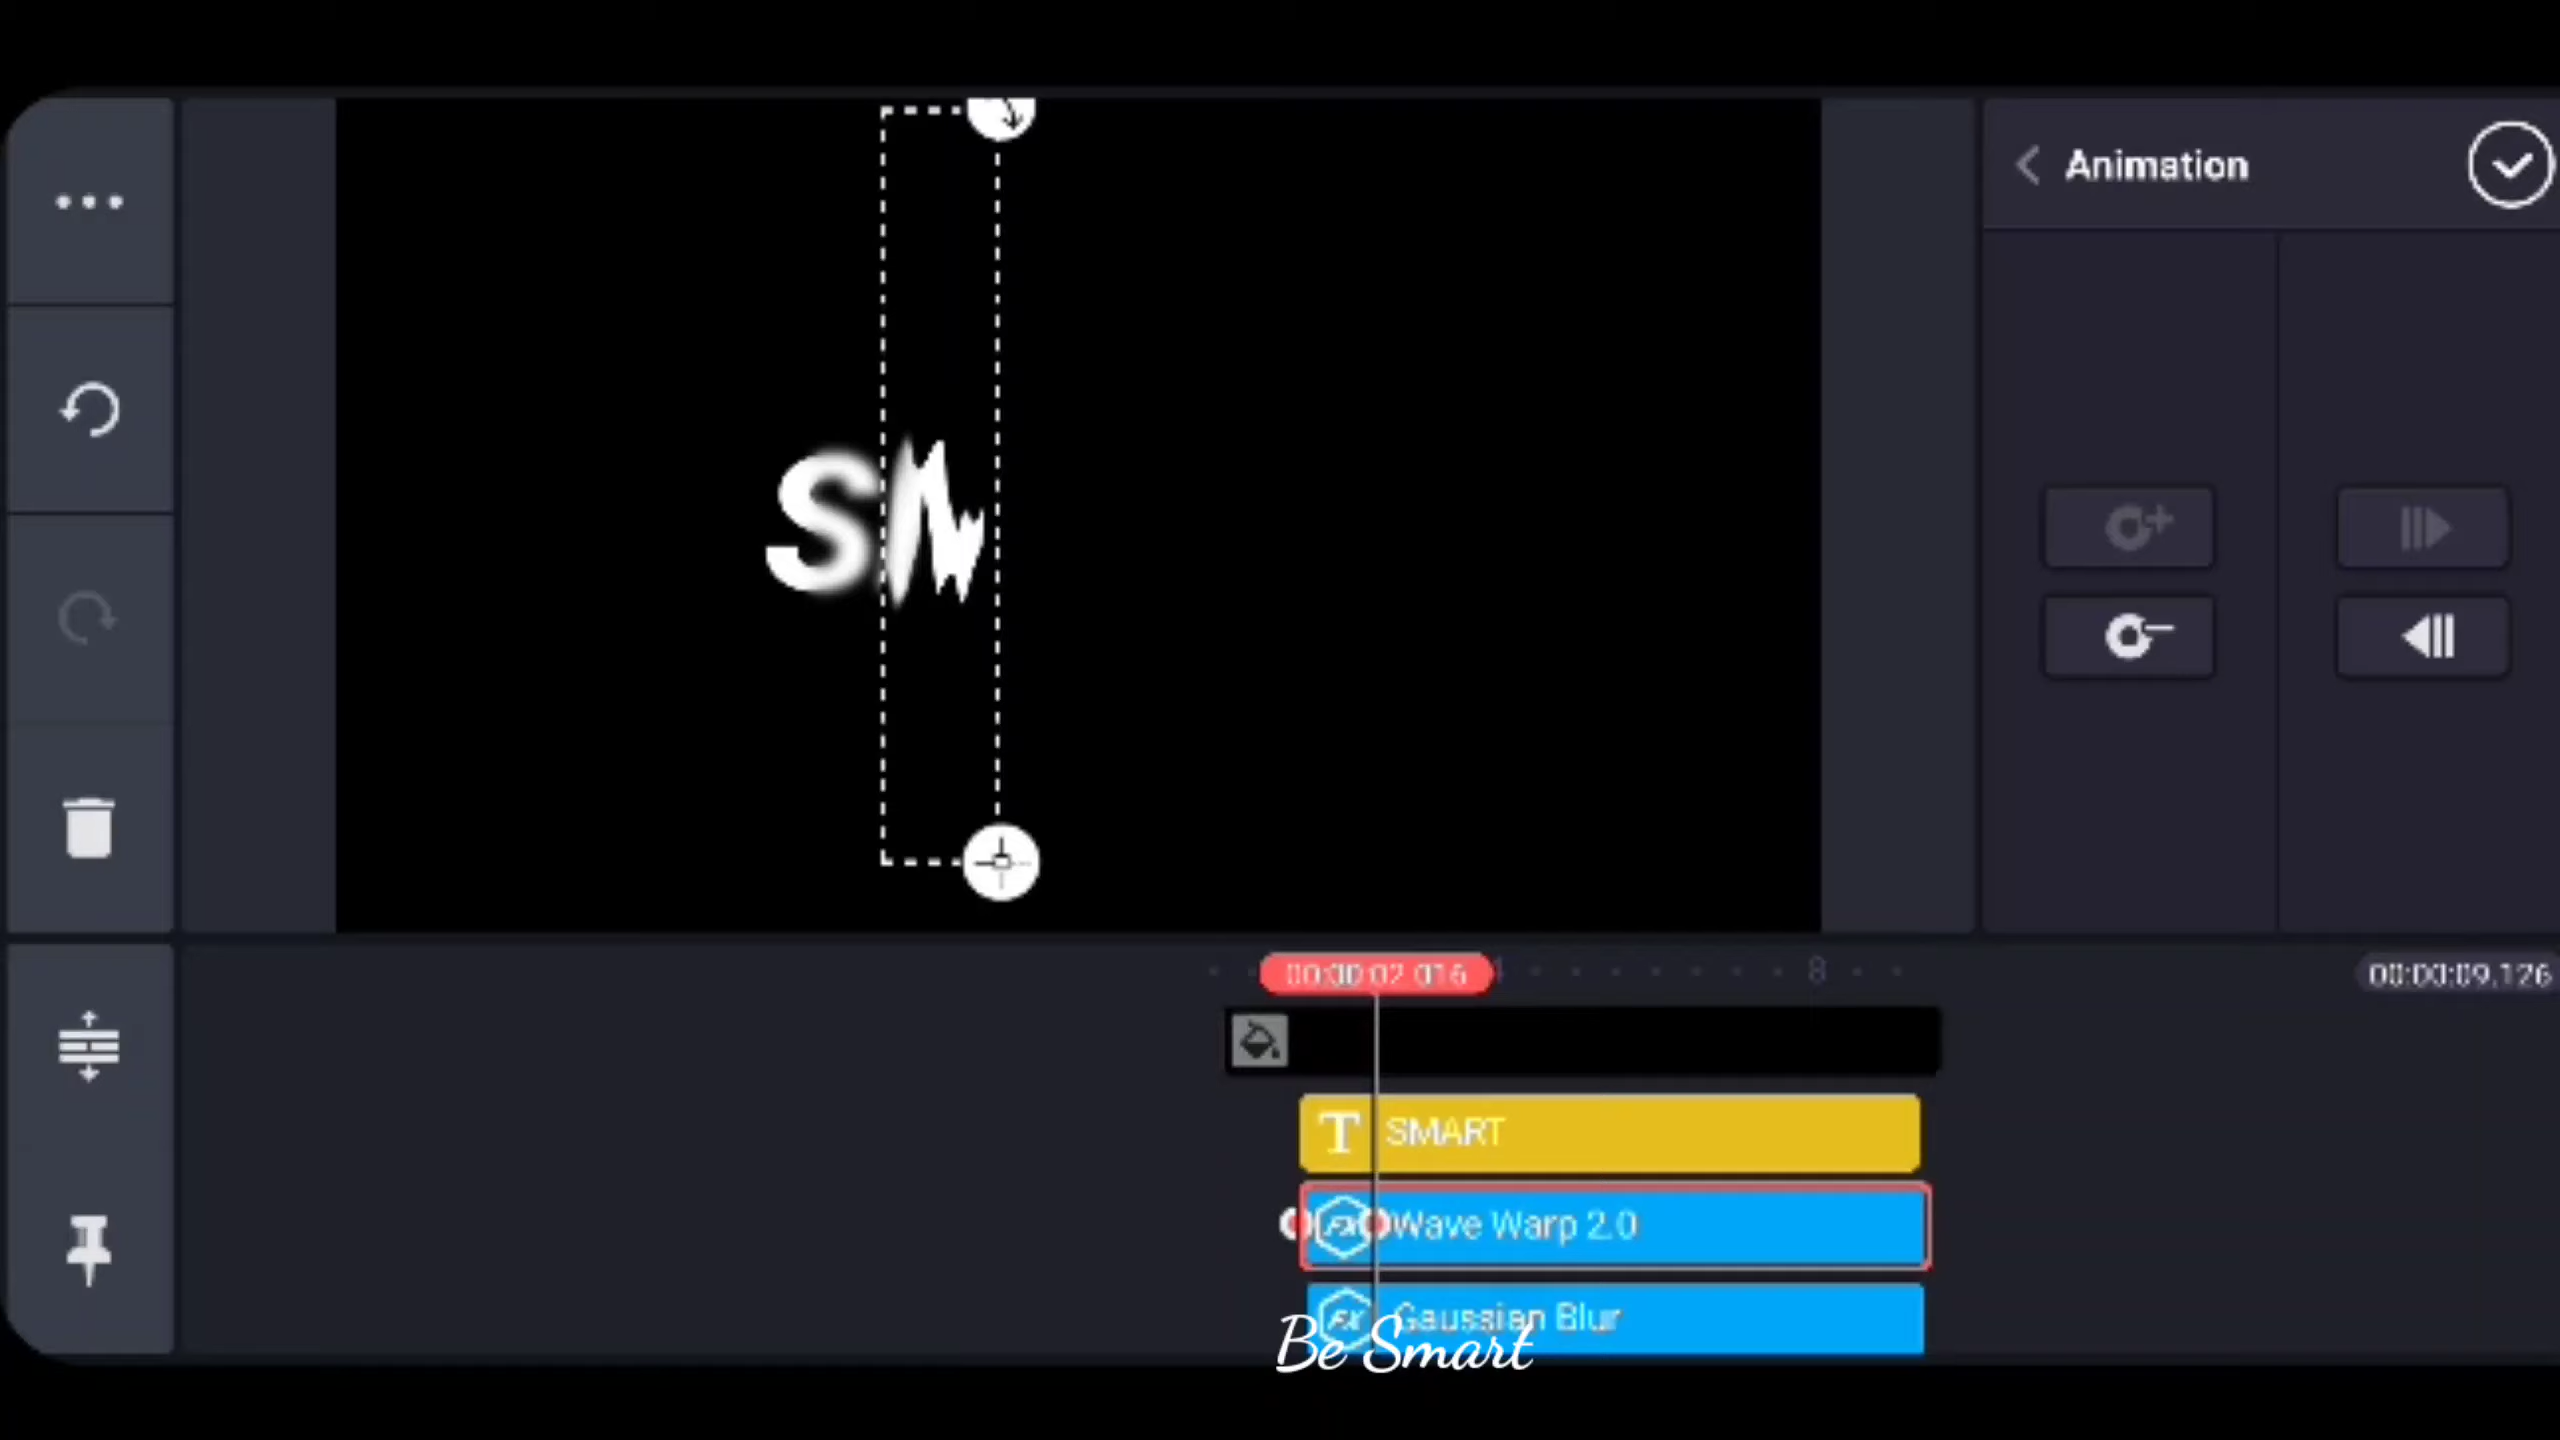 Animation
SM
00:00:02.016
8
00:00:09.126
SMART
Wave Warp 2.0
Gaussian Blur
Be Smart